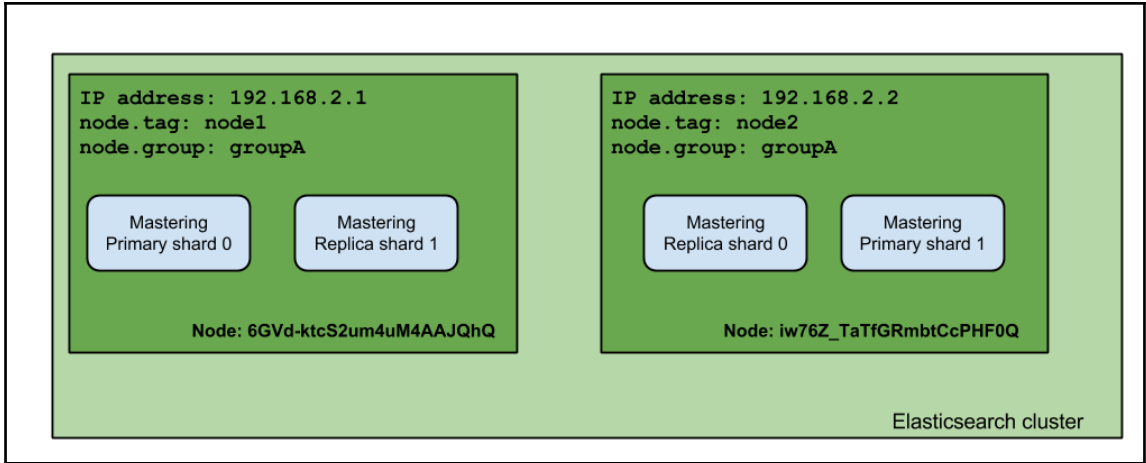 IP address: 192.168.2.1
node.tag: node1
node.group: groupA
Mastering
Primary shard 0
Mastering
Replica shard 1
Node: 6GVd-ktcS2um4uM4AAJQhQ
IP address: 192.168.2.2
node.tag: node2
node.group: groupA
Mastering
Replica shard 0
Mastering
Primary shard 1
Node: iw76Z_TaTfGRmbtCcPHF0Q
Elasticsearch cluster